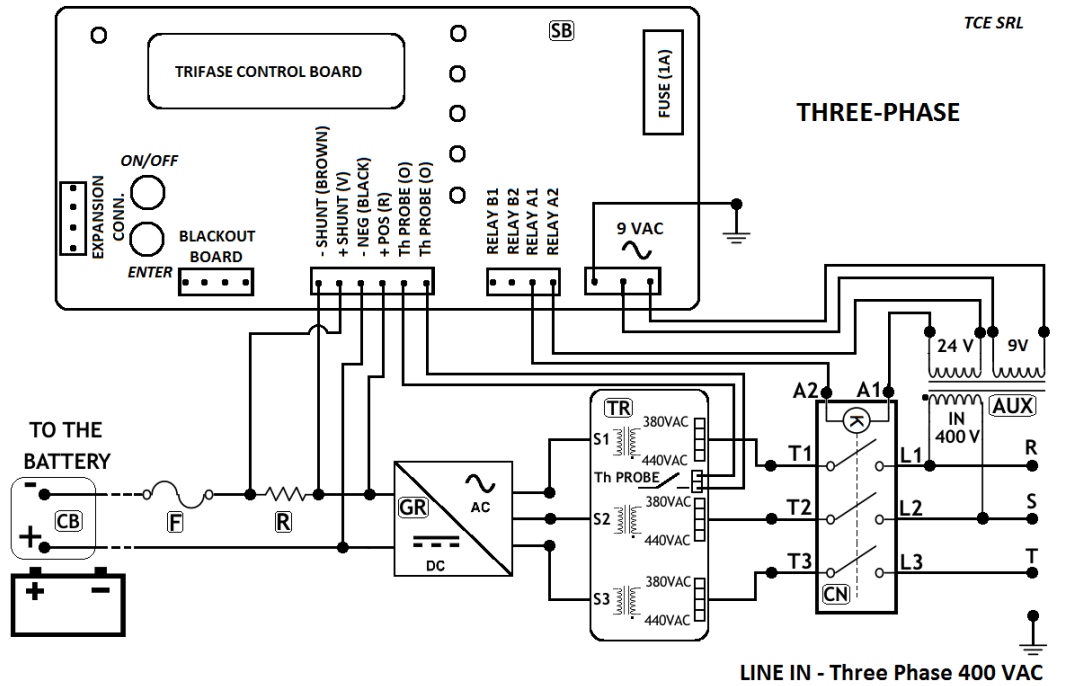 TCE SRL
SB
TRIFASE CONTROL BOARD
FUSE (1A)
THREE-PHASE
ON/OFF
ENTER
EXPANSION
CONN.
BLACKOUT
BOARD
- SHUNT (BROWN)
+ SHUNT (V)
- NEG (BLACK)
+ POS (R)
Th PROBE (O)
Th PROBE (O)
RELAY B1
RELAY B2
RELAY A1
RELAY A2
9 VAC
24 V
9V
AUX
IN
400 V
A2
A1
K
TR
380VAC
S1
440VAC
Th PROBE
380VAC
S2
440VAC
380VAC
S3
440VAC
T1
L1
R
T2
L2
S
T3
L3
T
CN
TO THE
BATTERY
-
+
CB
F
R
GR
AC
DC
+
-
LINE IN - Three Phase 400 VAC